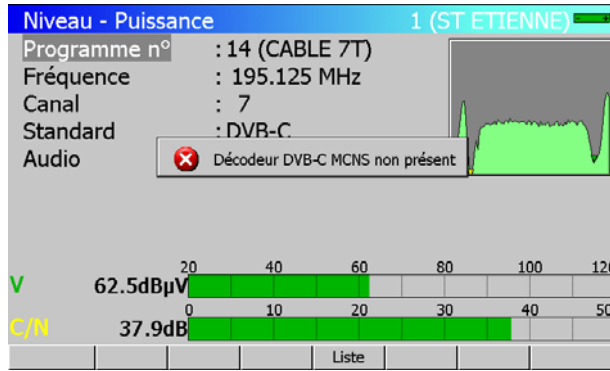 Niveau - Puissance 1 (ST ETIENNE)
Programme n° : 14 (CABLE 7T)
Fréquence : 195.125 MHz
Canal : 7
Standard : DVB-C
Audio
Décodeur DVB-C MCNS non présent
20 40 60 80 100 120
V 62.5dBµV
0 10 20 30 40 50
C/N 37.9dB
Liste